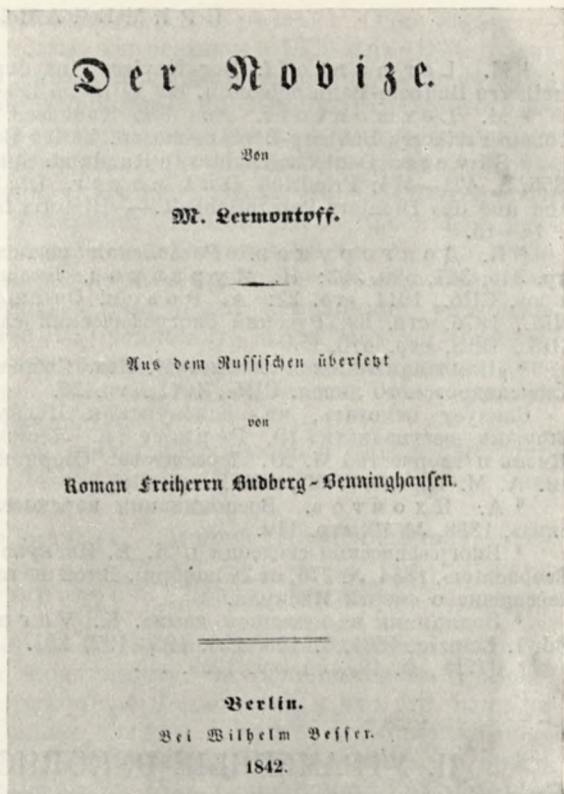 Der Novize.
Von
M. Lermontoff.
Aus dem Russischen übersetzt
von
Roman Freiherrn Budberg-Benninghausen.
Berlin.
Bei Wilhelm Besser.
1842.